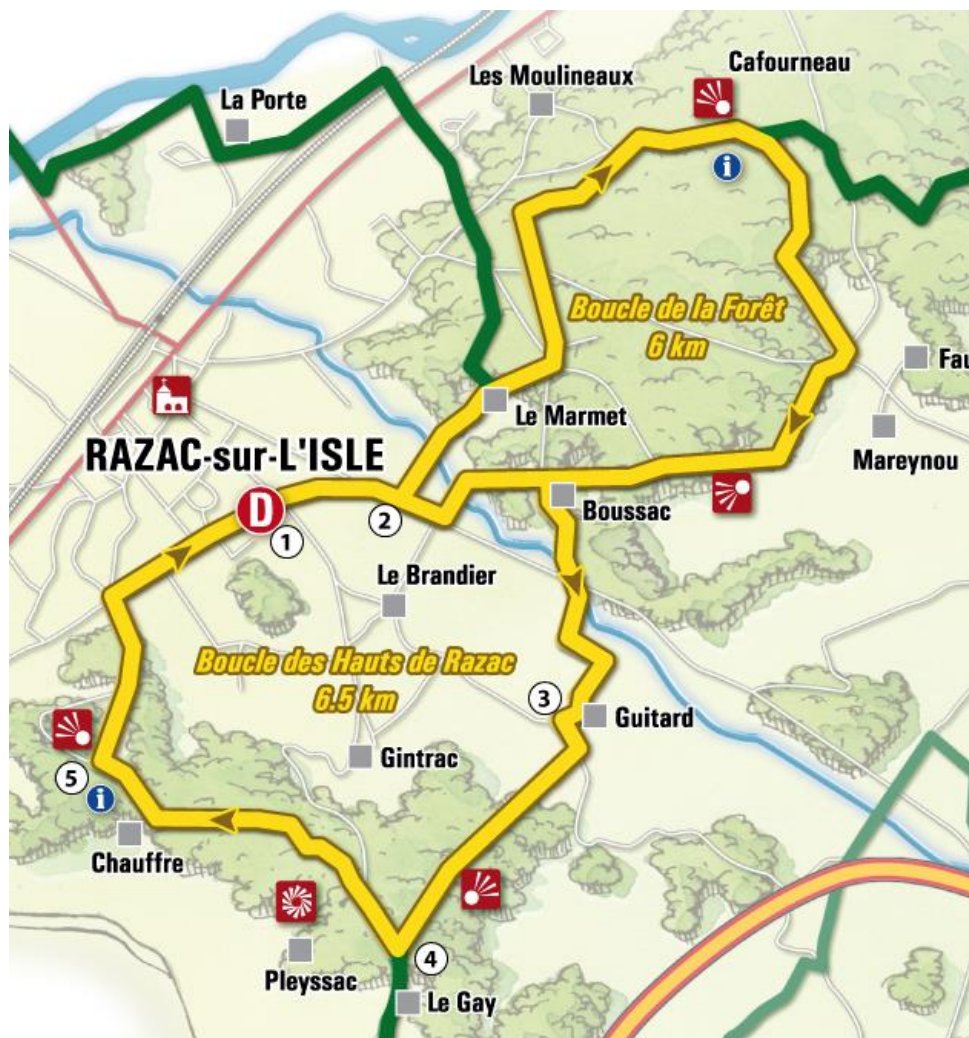 Cafourneau
Les Moulineaux
La Porte
i
Boucle de la Forêt
6 km
Fau
Le Marmet
Mareynou
RAZAC-sur-L'ISLE
D
1
2
Boussac
Le Brandier
Boucle des Hauts de Razac
6.5 km
3
Guitard
Gintrac
5
i
Chauffre
4
Pleyssac
Le Gay